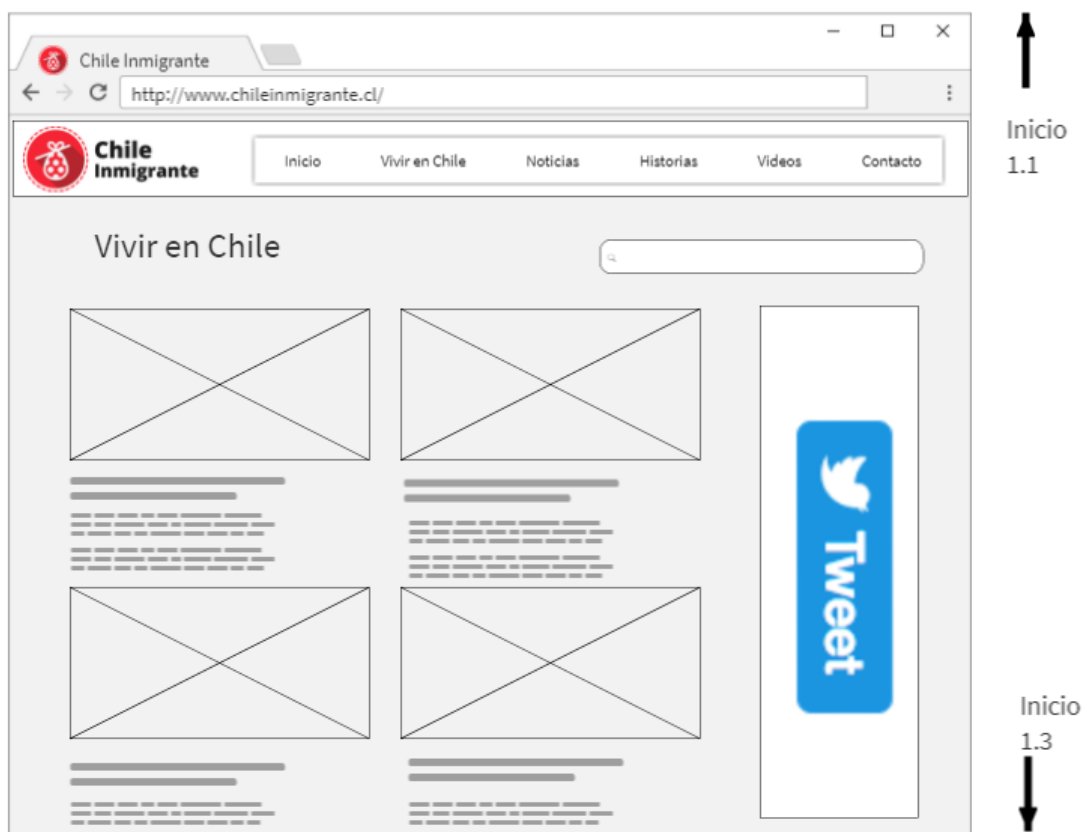 Chile Inmigrante
http://www.chileinmigrante.cl/
Inicio
1.1
Chile
Inmigrante
Inicio Vivir en Chile Noticias Historias Videos Contacto
Vivir en Chile
Tweet
Inicio
1.3